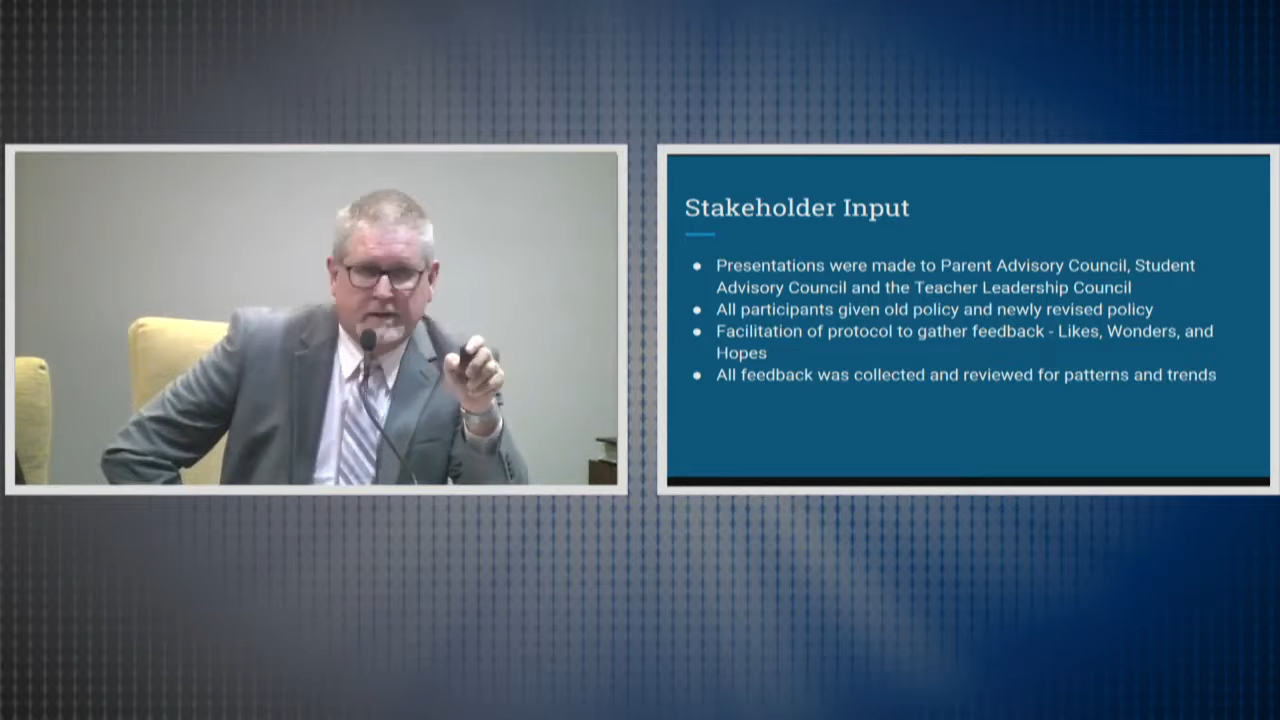 Stakeholder Input
● Presentations were made to Parent Advisory Council, Student
Advisory Council and the Teacher Leadership Council
● All participants given old policy and newly revised policy
● Facilitation of protocol to gather feedback - Likes, Wonders, and
Hopes
● All feedback was collected and reviewed for patterns and trends